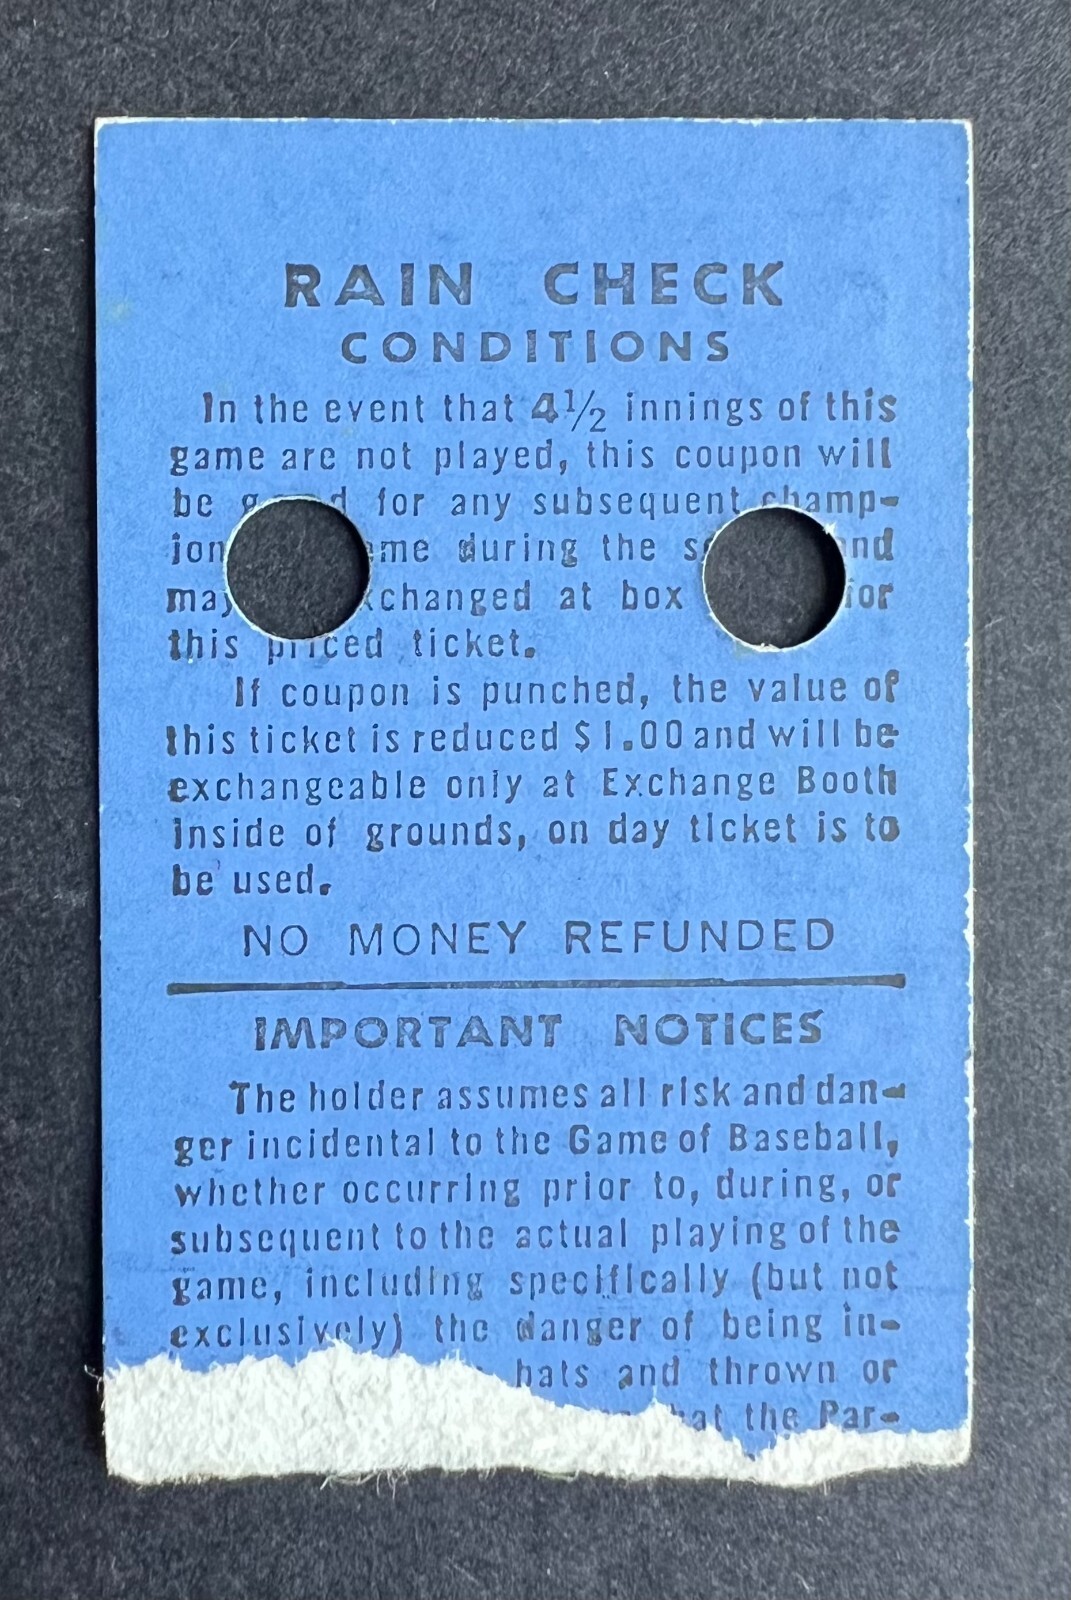 RAIN CHECK
CONDITIONS
In the event that 4½ innings of this
game are not played, this coupon will
be for any subsequent champ-
during the
at box for
this priced ticket.
If coupon is punched, the value of
this ticket is reduced $1.00 and will be
exchangeable only at Exchange Booth
inside of grounds, on day ticket is to
be used.
NO MONEY REFUNDED
IMPORTANT NOTICES
The holder assumes all risk and dan-
ger incidental to the Game of Baseball,
whether occurring prior to, during, or
subsequent to the actual playing of the
game, including specifically (but not
exclusively) the danger of being in-
bats and thrown or
the Par-